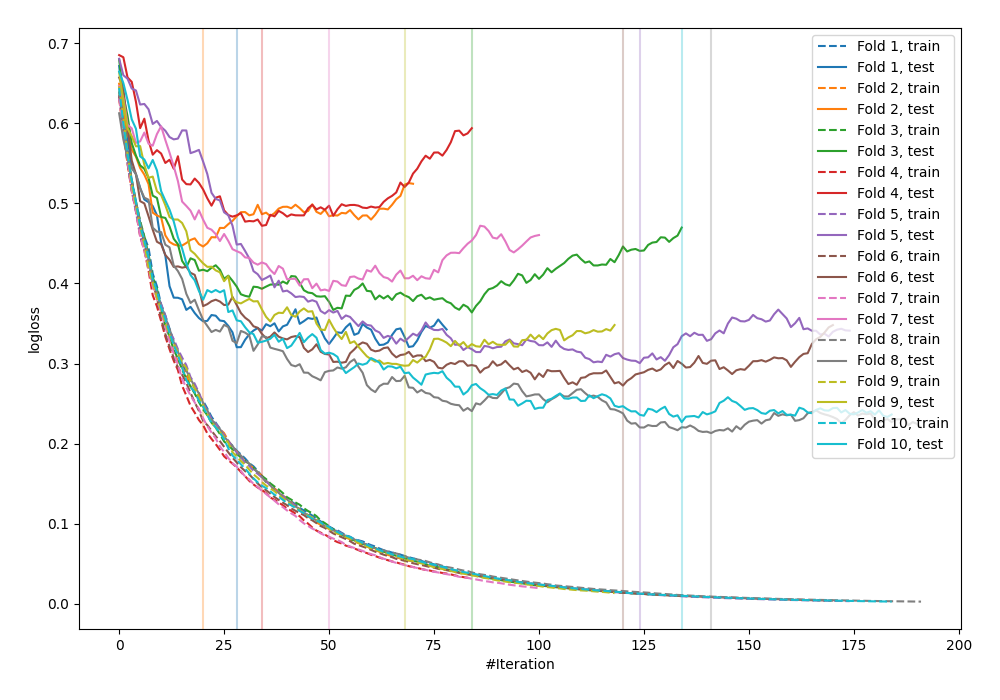 0.7
0.6
0.5
0.4
0.3
0.2
0.1
0.0
logloss
0
25
50
75
100
125
150
175
200
#Iteration
Fold 1, train
Fold 1, test
Fold 2, train
Fold 2, test
Fold 3, train
Fold 3, test
Fold 4, train
Fold 4, test
Fold 5, train
Fold 5, test
Fold 6, train
Fold 6, test
Fold 7, train
Fold 7, test
Fold 8, train
Fold 8, test
Fold 9, train
Fold 9, test
Fold 10, train
Fold 10, test